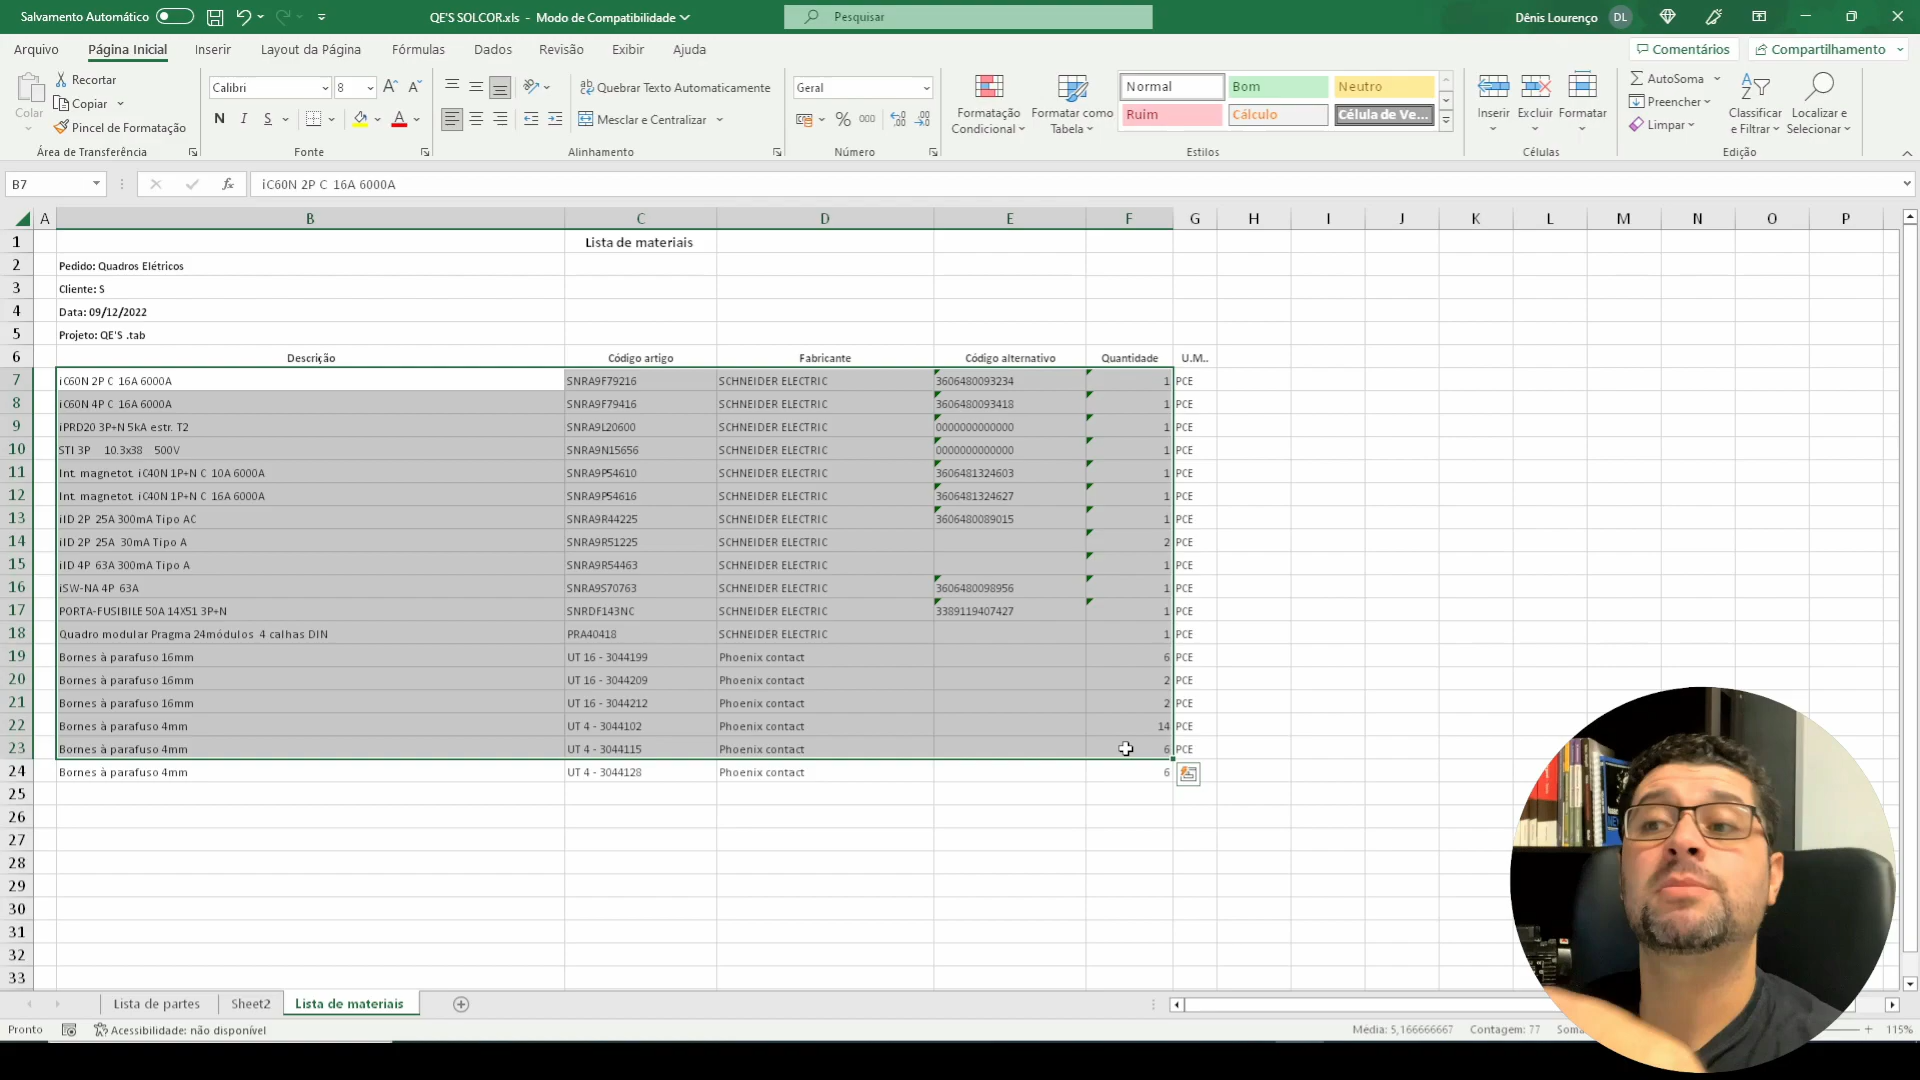 Salvamento Automático QE'S SOLCOR.xls - Modo de Compatibilidade Pesquisar Dênis Lourenço DL
Arquivo Página Inicial Inserir Layout da Página Fórmulas Dados Revisão Exibir Ajuda Comentários Compartilhamento
Colar Recortar Copiar Pincel de Formatação
Calibri 8 N I S
Quebrar Texto Automaticamente
Mesclar e Centralizar
Geral
% 000
Formatação Condicional Formatar como Tabela
Normal Bom Neutro
Ruim Cálculo Célula de Ve...
Inserir Excluir Formatar
AutoSoma Preencher Limpar
Classificar e Filtrar Localizar e Selecionar
Área de Transferência Fonte Alinhamento Número Estilos Células Edição
B7 fx iC60N 2P C 16A 6000A
A B C D E F G H I J K L M N O P
1 Lista de materiais
2 Pedido: Quadros Elétricos
3 Cliente: S
4 Data: 09/12/2022
5 Projeto: QE'S .tab
6 Descrição Código artigo Fabricante Código alternativo Quantidade U.M..
7 iC60N 2P C 16A 6000A SNRA9F79216 SCHNEIDER ELECTRIC 3606480093234 1 PCE
8 iC60N 4P C 16A 6000A SNRA9F79416 SCHNEIDER ELECTRIC 3606480093418 1 PCE
9 iPRD20 3P+N 5kA estr. T2 SNRA9L20600 SCHNEIDER ELECTRIC 0000000000000 1 PCE
10 STI 3P 10.3x38 500V SNRA9N15656 SCHNEIDER ELECTRIC 0000000000000 1 PCE
11 Int. magnetot. iC40N 1P+N C 10A 6000A SNRA9P54610 SCHNEIDER ELECTRIC 3606481324603 1 PCE
12 Int. magnetot. iC40N 1P+N C 16A 6000A SNRA9P54616 SCHNEIDER ELECTRIC 3606481324627 1 PCE
13 iID 2P 25A 300mA Tipo AC SNRA9R44225 SCHNEIDER ELECTRIC 3606480089015 1 PCE
14 iID 2P 25A 30mA Tipo A SNRA9R51225 SCHNEIDER ELECTRIC 2 PCE
15 iID 4P 63A 300mA Tipo A SNRA9R54463 SCHNEIDER ELECTRIC 1 PCE
16 iSW-NA 4P 63A SNRA9S70763 SCHNEIDER ELECTRIC 3606480098956 1 PCE
17 PORTA-FUSIBILE 50A 14X51 3P+N SNRDF143NC SCHNEIDER ELECTRIC 3389119407427 1 PCE
18 Quadro modular Pragma 24módulos 4 calhas DIN PRA40418 SCHNEIDER ELECTRIC 1 PCE
19 Bornes à parafuso 16mm UT 16 - 3044199 Phoenix contact 6 PCE
20 Bornes à parafuso 16mm UT 16 - 3044209 Phoenix contact 2 PCE
21 Bornes à parafuso 16mm UT 16 - 3044212 Phoenix contact 2 PCE
22 Bornes à parafuso 4mm UT 4 - 3044102 Phoenix contact 14 PCE
23 Bornes à parafuso 4mm UT 4 - 3044115 Phoenix contact 6 PCE
24 Bornes à parafuso 4mm UT 4 - 3044128 Phoenix contact 6
25
26
27
28
29
30
31
32
33
Lista de partes Sheet2 Lista de materiais
Pronto Acessibilidade: não disponível Média: 5,166666667 Contagem: 77 115%